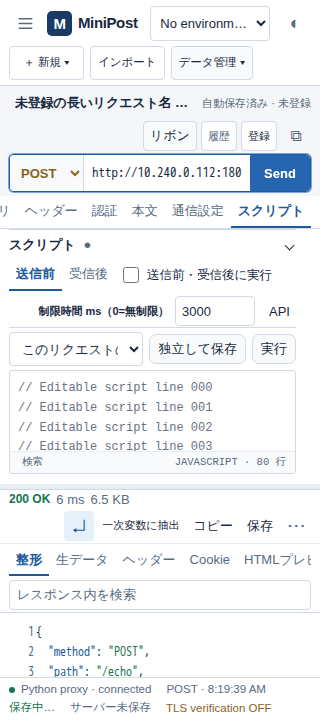 M MiniPost No environm…
+ 新規 ▾ インポート データ管理 ▾
未登録の長いリクエスト名 … 自動保存済み · 未登録
リボン 履歴 登録
POST http://10.240.0.112:180 Send
リ ヘッダー 認証 本文 通信設定 スクリプト
スクリプト ●
送信前 受信後 送信前・受信後に実行
制限時間 ms（0=無制限） 3000 API
このリクエストの 独立して保存 実行
// Editable script line 000
// Editable script line 001
// Editable script line 002
// Editable script line 003
検索 JAVASCRIPT · 80 行
200 OK 6 ms 6.5 KB
一次変数に抽出 コピー 保存 ···
整形 生データ ヘッダー Cookie HTMLプレビ
レスポンス内を検索
1 {
2 "method": "POST",
3 "path": "/echo",
● Python proxy · connected POST · 8:19:39 AM
保存中… サーバー未保存 TLS verification OFF